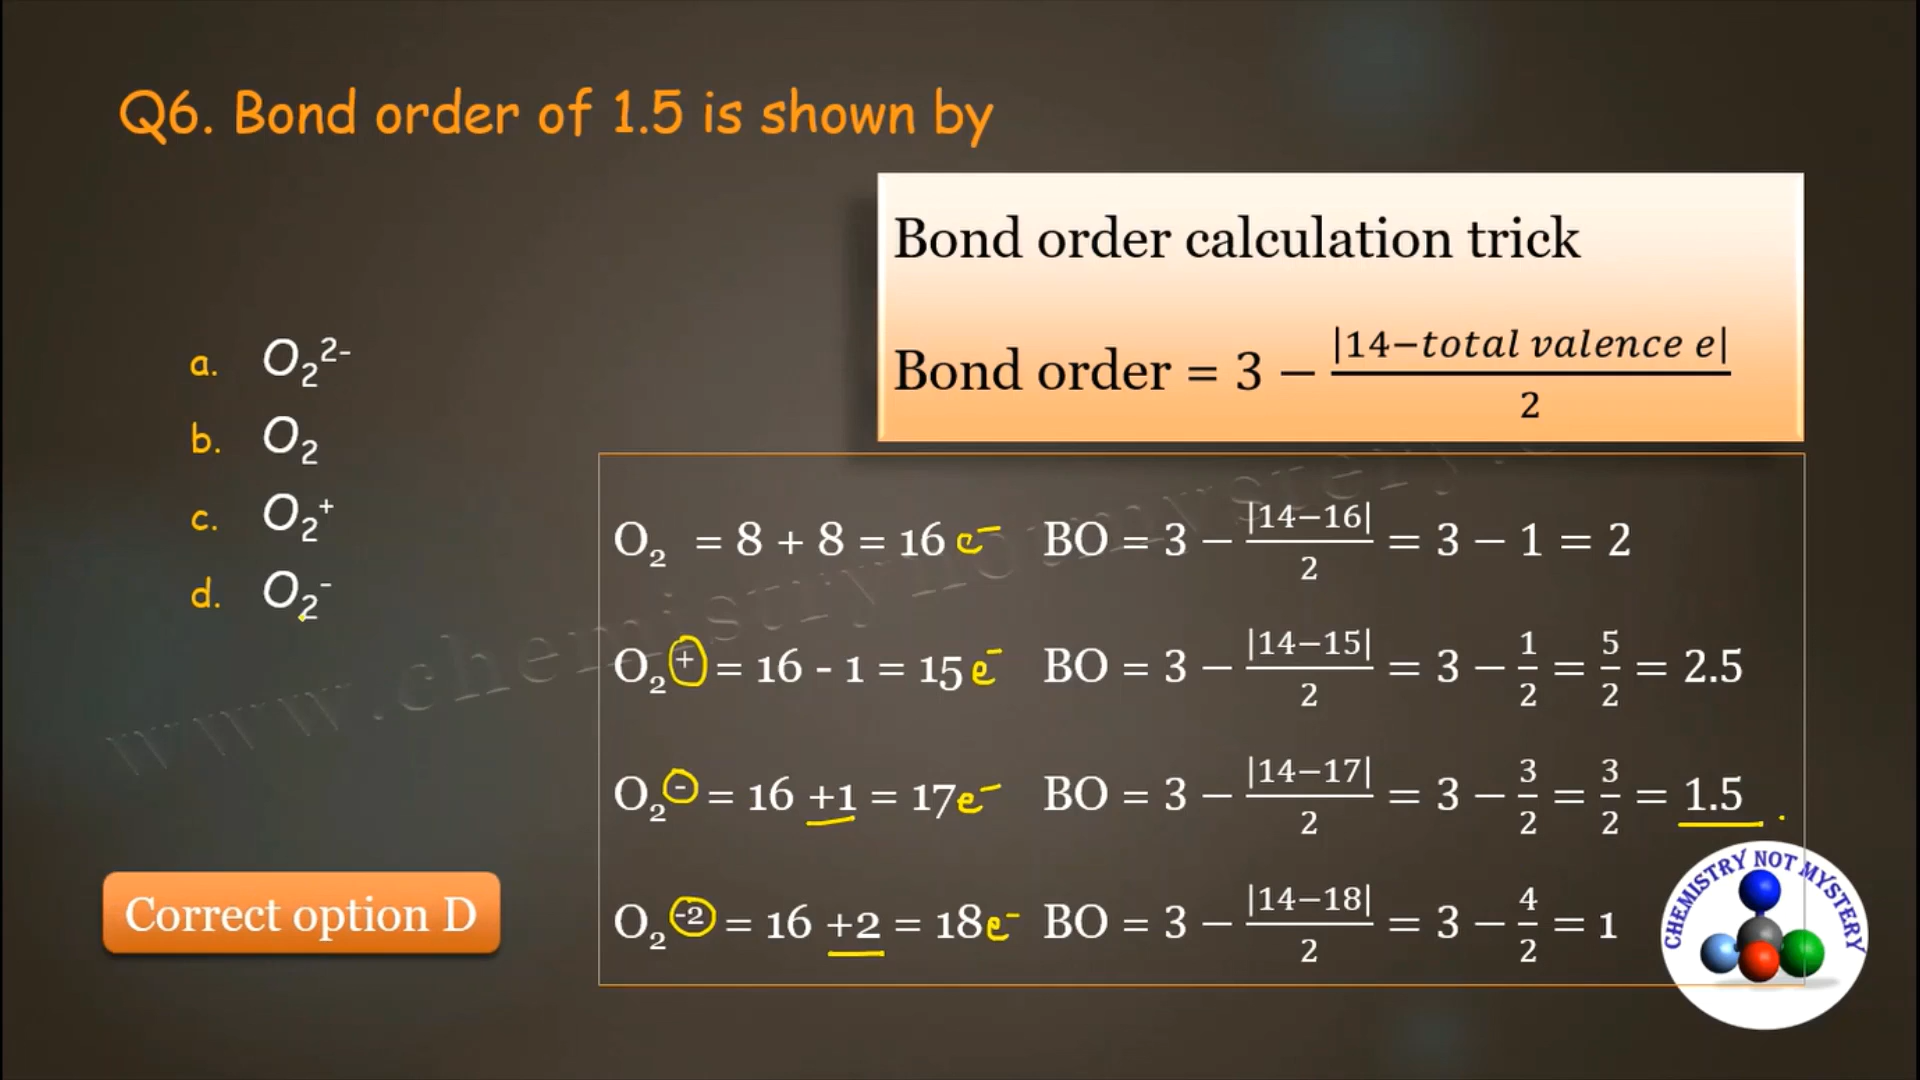 Q6. Bond order of 1.5 is shown by
Bond order calculation trick
Bond order = 3 − |14−total valence e| / 2
a. O₂²⁻
b. O₂
c. O₂⁺
d. O₂⁻
O₂ = 8 + 8 = 16 e⁻ BO = 3 − |14−16| / 2 = 3 − 1 = 2
O₂⁺ = 16 - 1 = 15 e⁻ BO = 3 − |14−15| / 2 = 3 − 1/2 = 5/2 = 2.5
O₂⁻ = 16 +1 = 17 e⁻ BO = 3 − |14−17| / 2 = 3 − 3/2 = 3/2 = 1.5
O₂⁻² = 16 +2 = 18 e⁻ BO = 3 − |14−18| / 2 = 3 − 4/2 = 1
Correct option D
CHEMISTRY NOT MYSTERY
www.chemistrynotmystery.